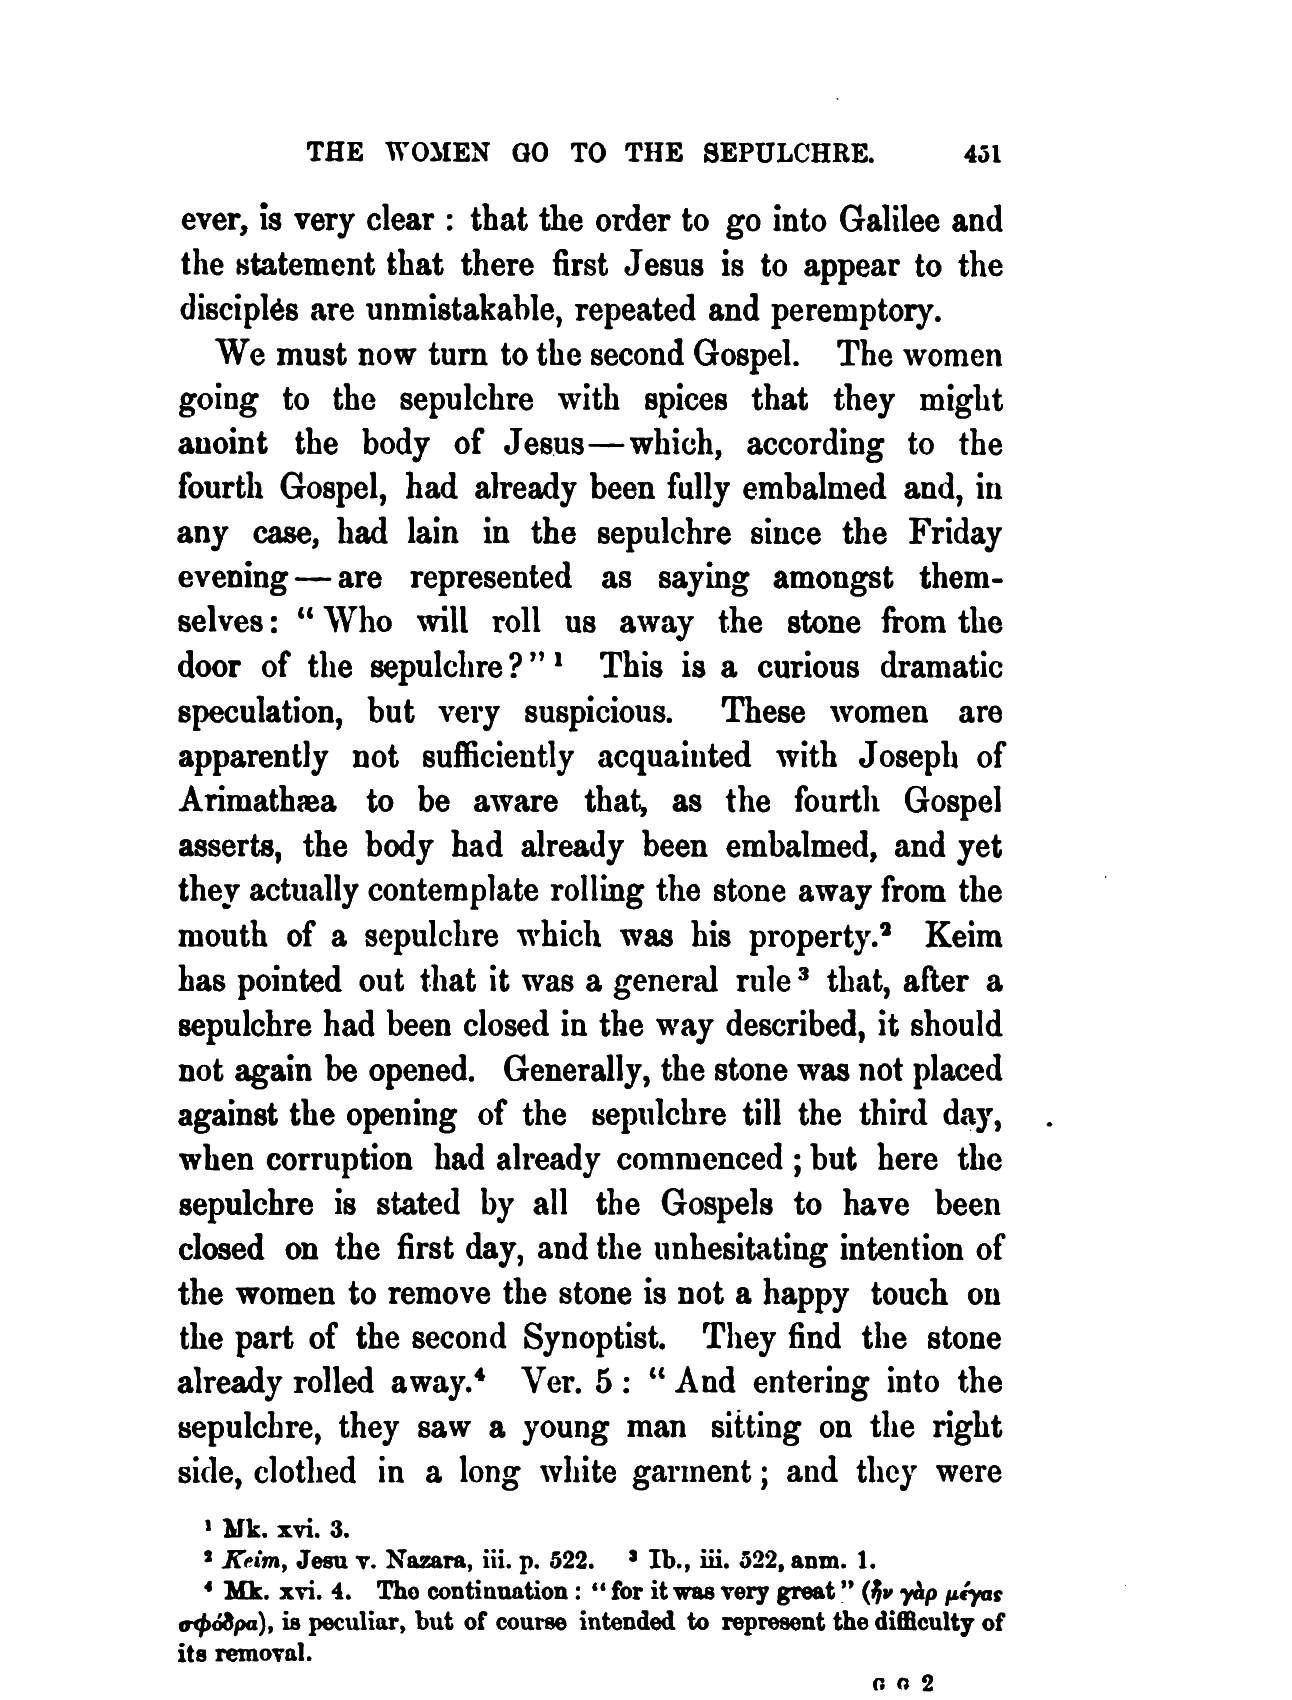 THE WOMEN GO TO THE SEPULCHRE. 451
ever, is very clear : that the order to go into Galilee and
the statement that there first Jesus is to appear to the
disciples are unmistakable, repeated and peremptory.
We must now turn to the second Gospel. The women
going to the sepulchre with spices that they might
anoint the body of Jesus—which, according to the
fourth Gospel, had already been fully embalmed and, in
any case, had lain in the sepulchre since the Friday
evening—are represented as saying amongst them-
selves: “Who will roll us away the stone from the
door of the sepulchre?” ¹ This is a curious dramatic
speculation, but very suspicious. These women are
apparently not sufficiently acquainted with Joseph of
Arimathæa to be aware that, as the fourth Gospel
asserts, the body had already been embalmed, and yet
they actually contemplate rolling the stone away from the
mouth of a sepulchre which was his property.² Keim
has pointed out that it was a general rule ³ that, after a
sepulchre had been closed in the way described, it should
not again be opened. Generally, the stone was not placed
against the opening of the sepulchre till the third day,
when corruption had already commenced ; but here the
sepulchre is stated by all the Gospels to have been
closed on the first day, and the unhesitating intention of
the women to remove the stone is not a happy touch on
the part of the second Synoptist. They find the stone
already rolled away.⁴ Ver. 5 : “And entering into the
sepulchre, they saw a young man sitting on the right
side, clothed in a long white garment ; and they were
¹ Mk. xvi. 3.
² Keim, Jesu v. Nazara, iii. p. 522. ³ Ib., iii. 522, anm. 1.
⁴ Mk. xvi. 4. The continuation : “for it was very great” (ἦν γὰρ μέγας
σφόδρα), is peculiar, but of course intended to represent the difficulty of
its removal.
G G 2